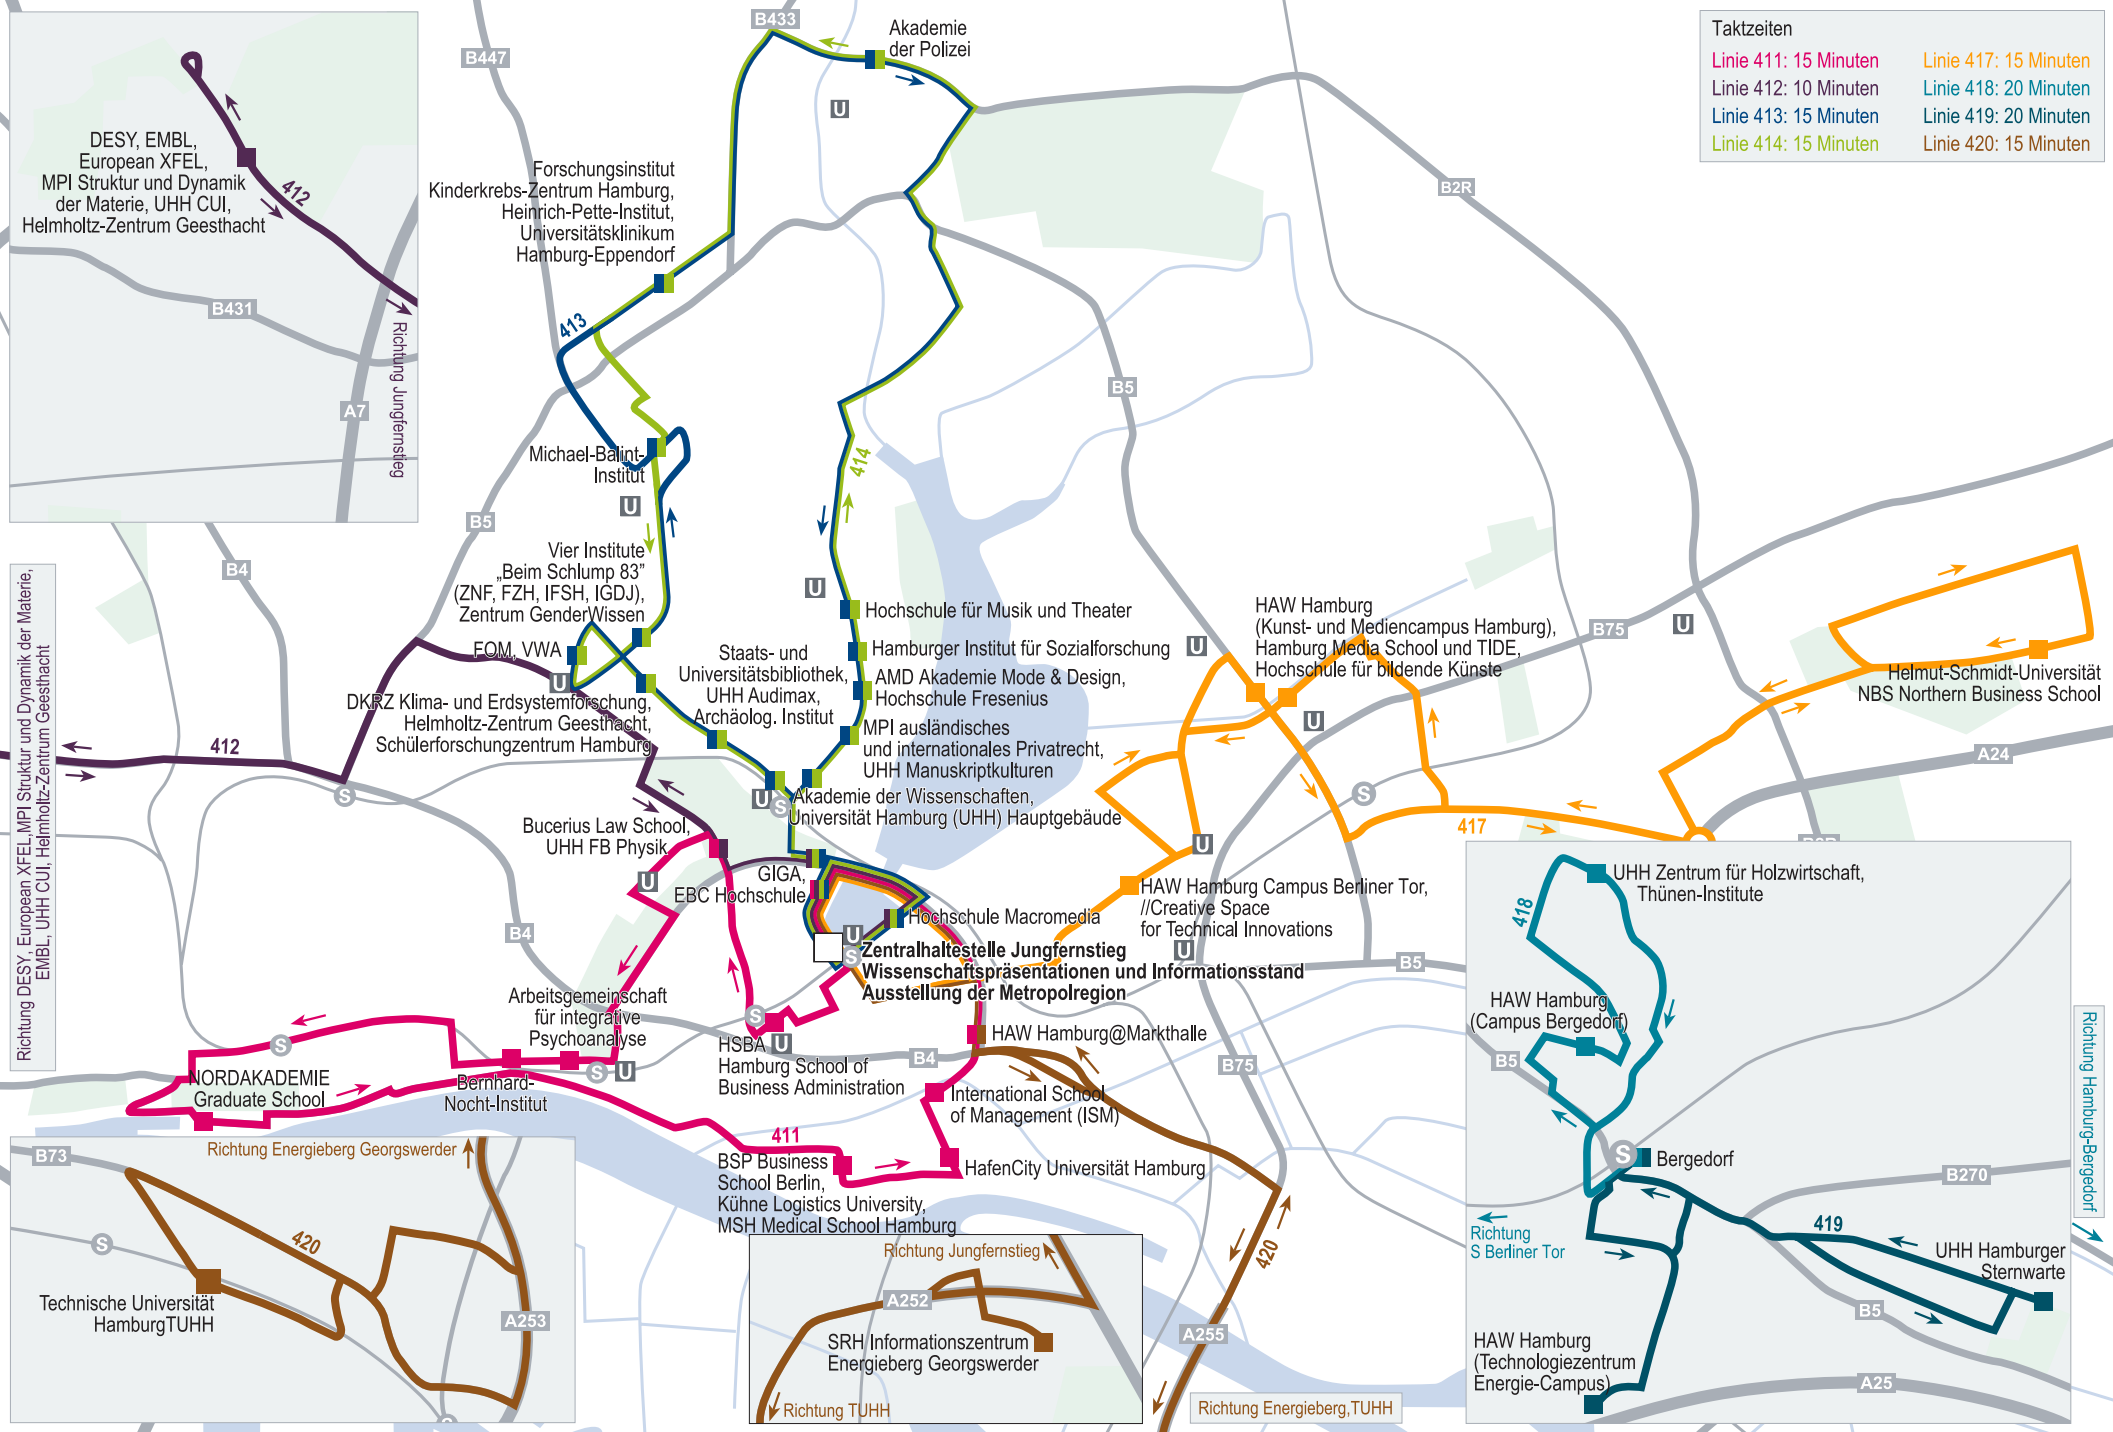 B433
Akademie
der Polizei
B447
U
Taktzeiten
Linie 411: 15 Minuten
Linie 412: 10 Minuten
Linie 413: 15 Minuten
Linie 414: 15 Minuten
Linie 417: 15 Minuten
Linie 418: 20 Minuten
Linie 419: 20 Minuten
Linie 420: 15 Minuten
DESY, EMBL,
European XFEL,
MPI Struktur und Dynamik
der Materie, UHH CUI,
Helmholtz-Zentrum Geesthacht
412
B431
A7
Richtung Jungfernstieg
Forschungsinstitut
Kinderkrebs-Zentrum Hamburg,
Heinrich-Pette-Institut,
Universitätsklinikum
Hamburg-Eppendorf
B2R
413
B5
Michael-Balint-
Institut
U
414
B5
B4
Vier Institute
„Beim Schlump 83”
(ZNF, FZH, IFSH, IGDJ),
Zentrum GenderWissen
FOM, VWA
U
U
Hochschule für Musik und Theater
Hamburger Institut für Sozialforschung
AMD Akademie Mode & Design,
Hochschule Fresenius
MPI ausländisches
und internationales Privatrecht,
UHH Manuskriptkulturen
Staats- und
Universitätsbibliothek,
UHH Audimax,
Archäolog. Institut
DKRZ Klima- und Erdsystemforschung,
Helmholtz-Zentrum Geesthacht,
Schülerforschungzentrum Hamburg
HAW Hamburg
(Kunst- und Mediencampus Hamburg),
Hamburg Media School und TIDE,
Hochschule für bildende Künste
U
U
B75
U
Helmut-Schmidt-Universität
NBS Northern Business School
A24
Richtung DESY, European XFEL,MPI Struktur und Dynamik der Materie,
EMBL, UHH CUI, Helmholtz-Zentrum Geesthacht
412
S
U
S
Akademie der Wissenschaften,
Universität Hamburg (UHH) Hauptgebäude
S
417
Bucerius Law School,
UHH FB Physik
U
GIGA,
EBC Hochschule
U
HAW Hamburg Campus Berliner Tor,
//Creative Space
for Technical Innovations
U
B5
Hochschule Macromedia
U
S
Zentralhaltestelle Jungfernstieg
Wissenschaftspräsentationen und Informationsstand
Ausstellung der Metropolregion
B4
Arbeitsgemeinschaft
für integrative
Psychoanalyse
S
U
S
U
HSBA
Hamburg School of
Business Administration
B4
HAW Hamburg@Markthalle
B75
S
NORDAKADEMIE
Graduate School
Bernhard-
Nocht-Institut
International School
of Management (ISM)
411
BSP Business
School Berlin,
Kühne Logistics University,
MSH Medical School Hamburg
HafenCity Universität Hamburg
B73
Richtung Energieberg Georgswerder
S
420
Technische Universität
HamburgTUHH
A253
S
Richtung Jungfernstieg
A252
SRH Informationszentrum
Energieberg Georgswerder
Richtung TUHH
420
A255
Richtung Energieberg,TUHH
UHH Zentrum für Holzwirtschaft,
Thünen-Institute
418
HAW Hamburg
(Campus Bergedorf)
B5
S
Bergedorf
B270
Richtung
S Berliner Tor
419
UHH Hamburger
Sternwarte
B5
HAW Hamburg
(Technologiezentrum
Energie-Campus)
A25
Richtung Hamburg-Bergedorf